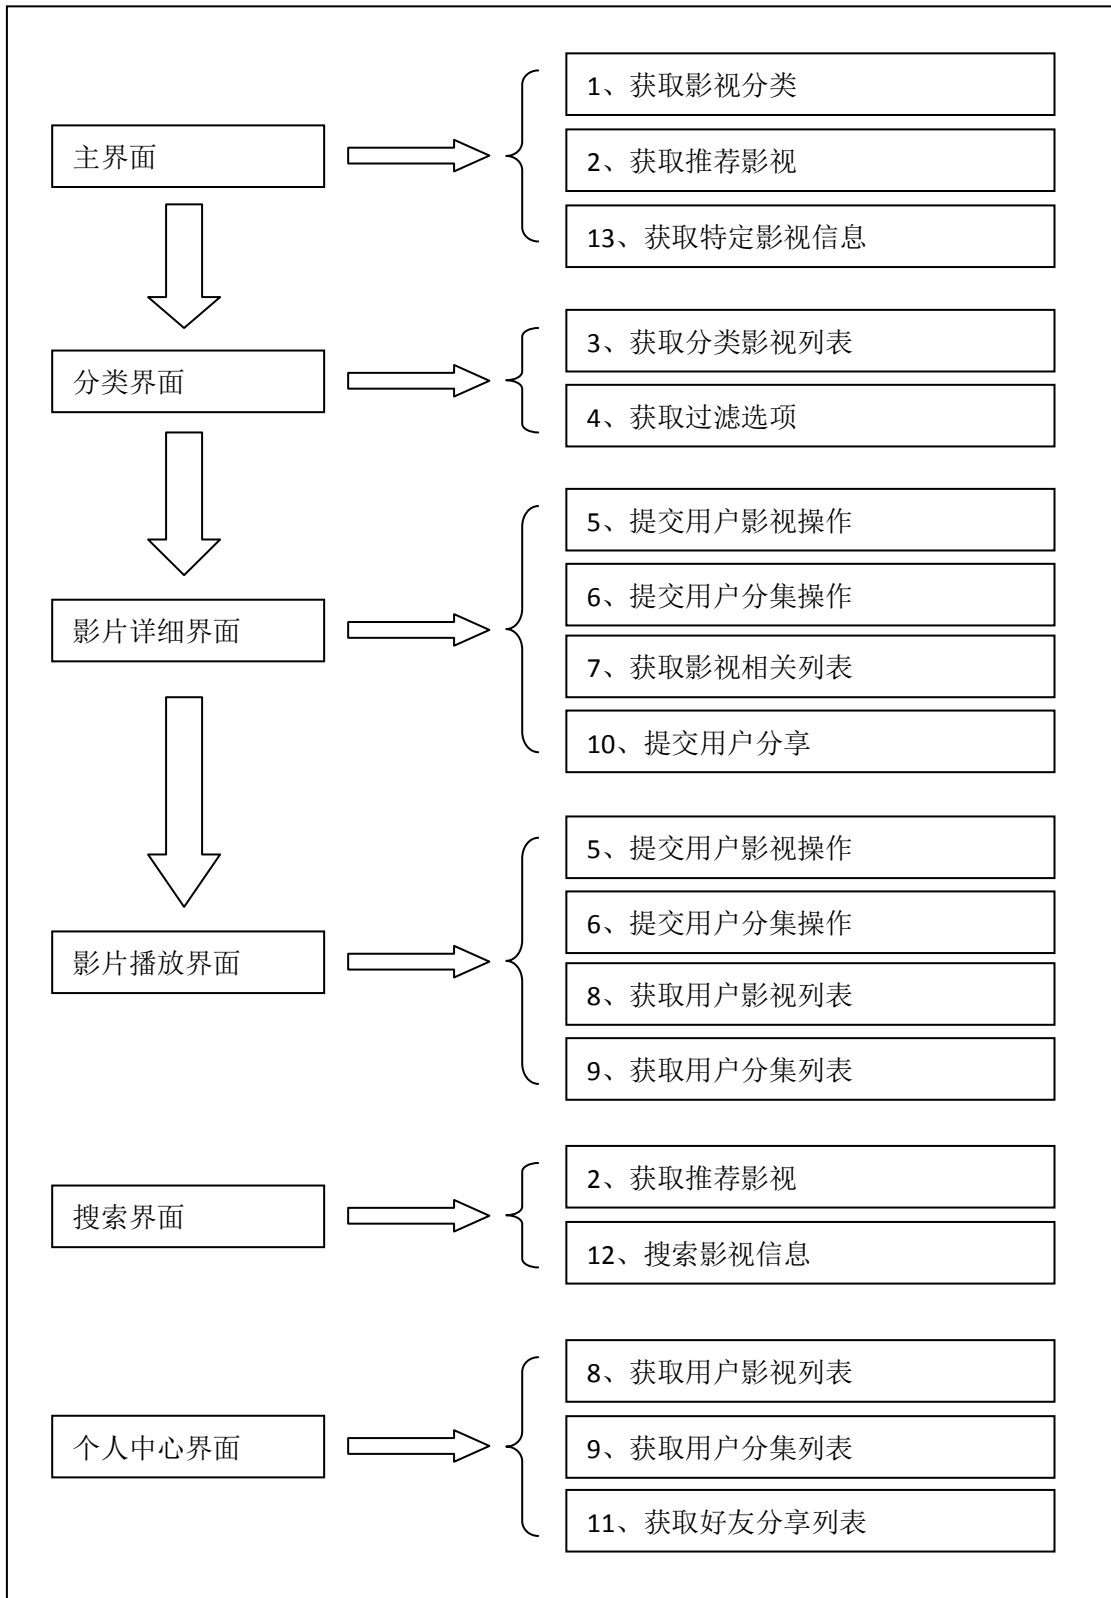 主界面
1、获取影视分类
2、获取推荐影视
13、获取特定影视信息
分类界面
3、获取分类影视列表
4、获取过滤选项
影片详细界面
5、提交用户影视操作
6、提交用户分集操作
7、获取影视相关列表
10、提交用户分享
影片播放界面
5、提交用户影视操作
6、提交用户分集操作
8、获取用户影视列表
9、获取用户分集列表
搜索界面
2、获取推荐影视
12、搜索影视信息
个人中心界面
8、获取用户影视列表
9、获取用户分集列表
11、获取好友分享列表